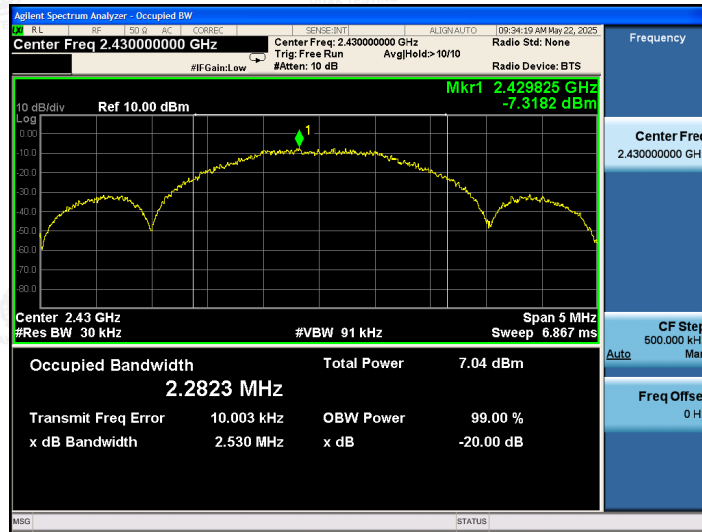 Agilent Spectrum Analyzer - Occupied BW
RL RF 50 Ω AC CORREC SENSE:INT ALIGNAUTO 09:34:19 AM May 22, 2025
Center Freq 2.430000000 GHz
Center Freq: 2.430000000 GHz
Radio Std: None
Trig: Free Run Avg|Hold:>10/10
#IFGain:Low #Atten: 10 dB Radio Device: BTS
Mkr1 2.429825 GHz
-7.3182 dBm
10 dB/div Ref 10.00 dBm
Log
0.00
-10.0
-20.0
-30.0
-40.0
-50.0
-60.0
-70.0
-80.0
1
Center 2.43 GHz Span 5 MHz
#Res BW 30 kHz #VBW 91 kHz Sweep 6.867 ms
Occupied Bandwidth Total Power 7.04 dBm
2.2823 MHz
Transmit Freq Error 10.003 kHz OBW Power 99.00 %
x dB Bandwidth 2.530 MHz x dB -20.00 dB
MSG STATUS
Frequency
Center Freq
2.430000000 GH
CF Step
500.000 kH
Auto Man
Freq Offse
0 H